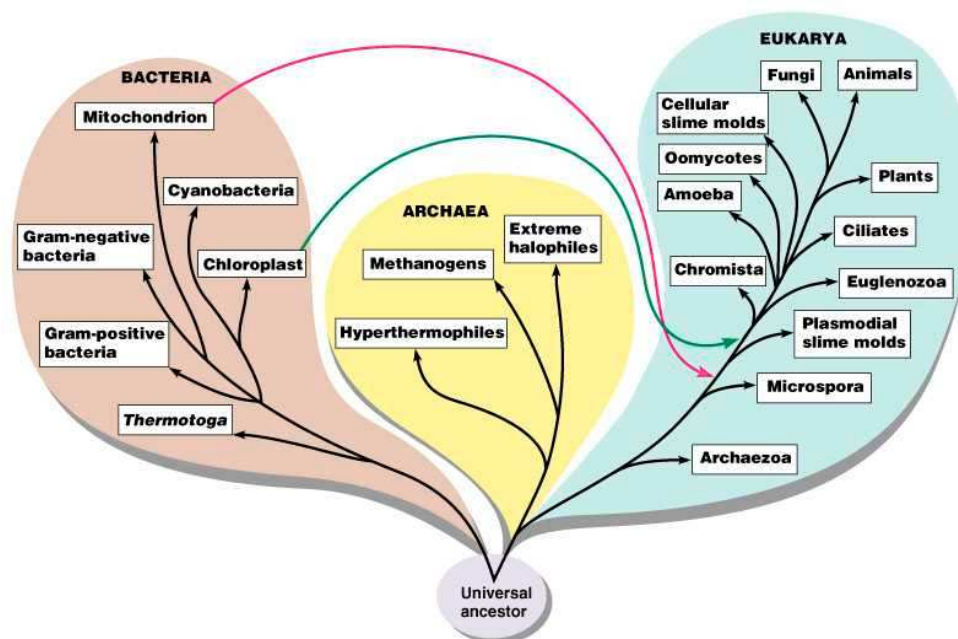 BACTERIA
Mitochondrion
Cyanobacteria
Gram-negative
bacteria
Chloroplast
Gram-positive
bacteria
Thermotoga
ARCHAEA
Extreme
halophiles
Methanogens
Hyperthermophiles
EUKARYA
Fungi
Animals
Cellular
slime molds
Oomycotes
Plants
Amoeba
Ciliates
Chromista
Euglenozoa
Plasmodial
slime molds
Microspora
Archaezoa
Universal
ancestor